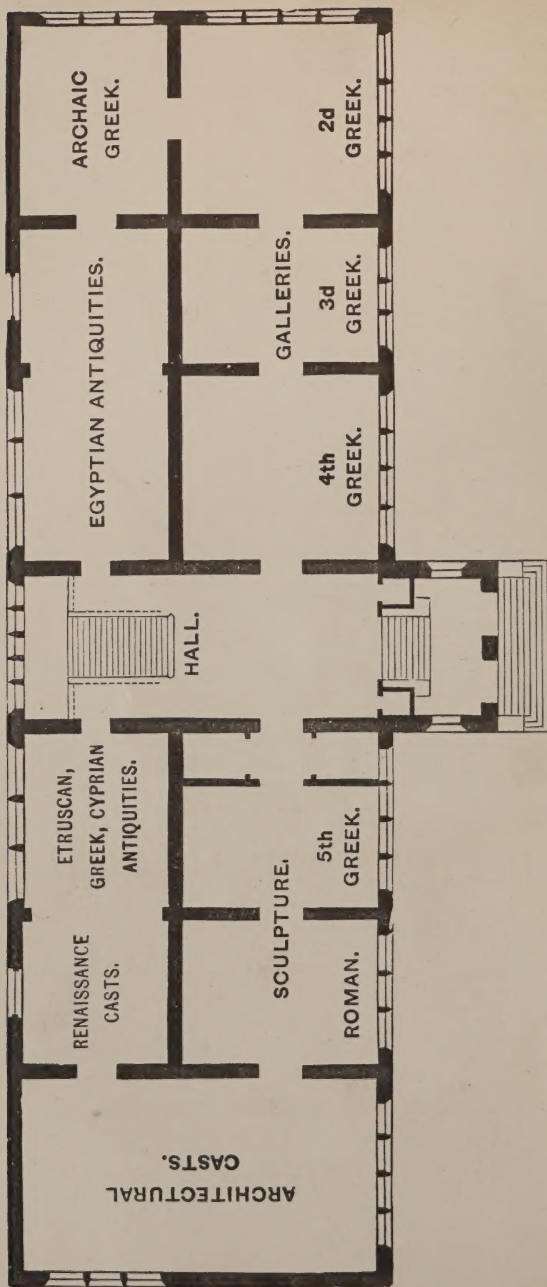 ARCHAIC
GREEK.
2d
GREEK.
EGYPTIAN ANTIQUITIES.
GALLERIES.
3d
GREEK.
4th
GREEK.
HALL.
ETRUSCAN,
GREEK, CYPRIAN
ANTIQUITIES.
5th
GREEK.
SCULPTURE.
RENAISSANCE
CASTS.
ROMAN.
ARCHITECTURAL
CASTS.